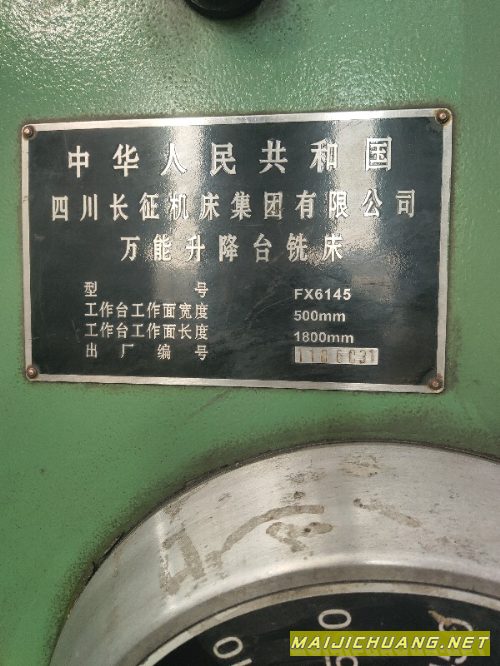 中华人民共和国
四川长征机床集团有限公司
万能升降台铣床
型号 FX6145
工作台工作面宽度 500mm
工作台工作面长度 1800mm
出厂编号
MAIJICHUANG.NET